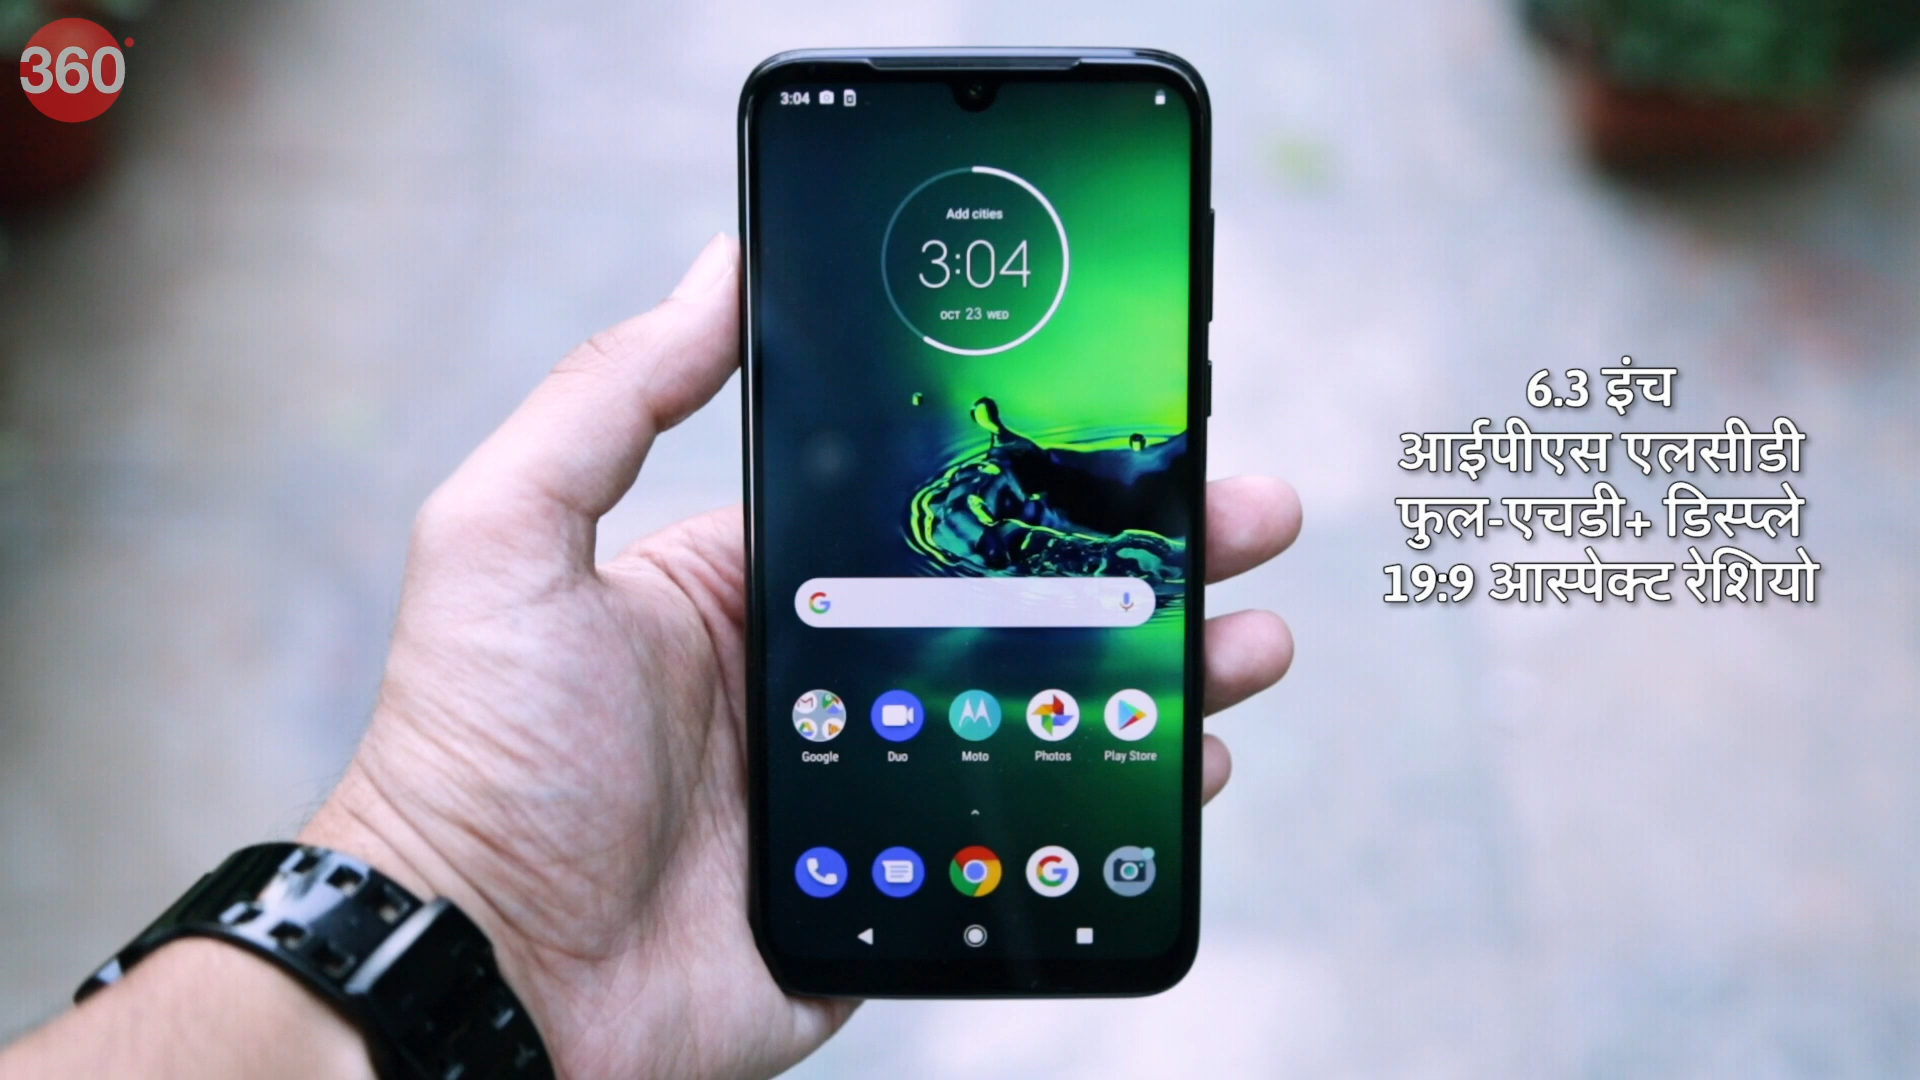 360
3:04
Add cities
3:04
OCT 23 WED
6.3 इंच
आईपीएस एलसीडी
फुल-एचडी+ डिस्प्ले
19:9 आस्पेक्ट रेशियो
Google Duo Moto Photos Play Store